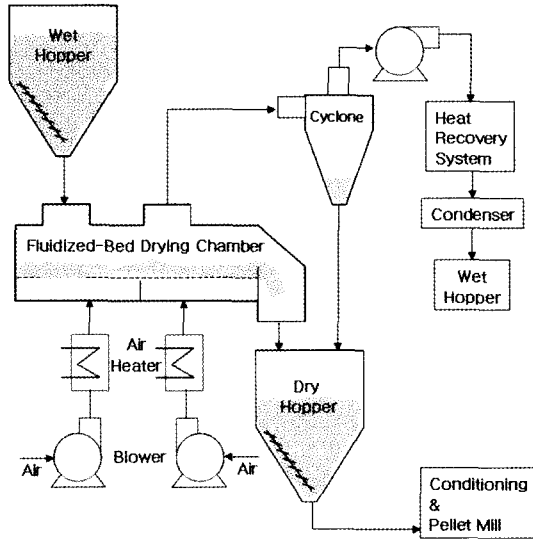 Wet
Hopper
Cyclone
Heat
Recovery
System
Condenser
Wet
Hopper
Fluidized-Bed Drying Chamber
Air
Heater
Dry
Hopper
Air
Blower
Air
Conditioning
&
Pellet Mill